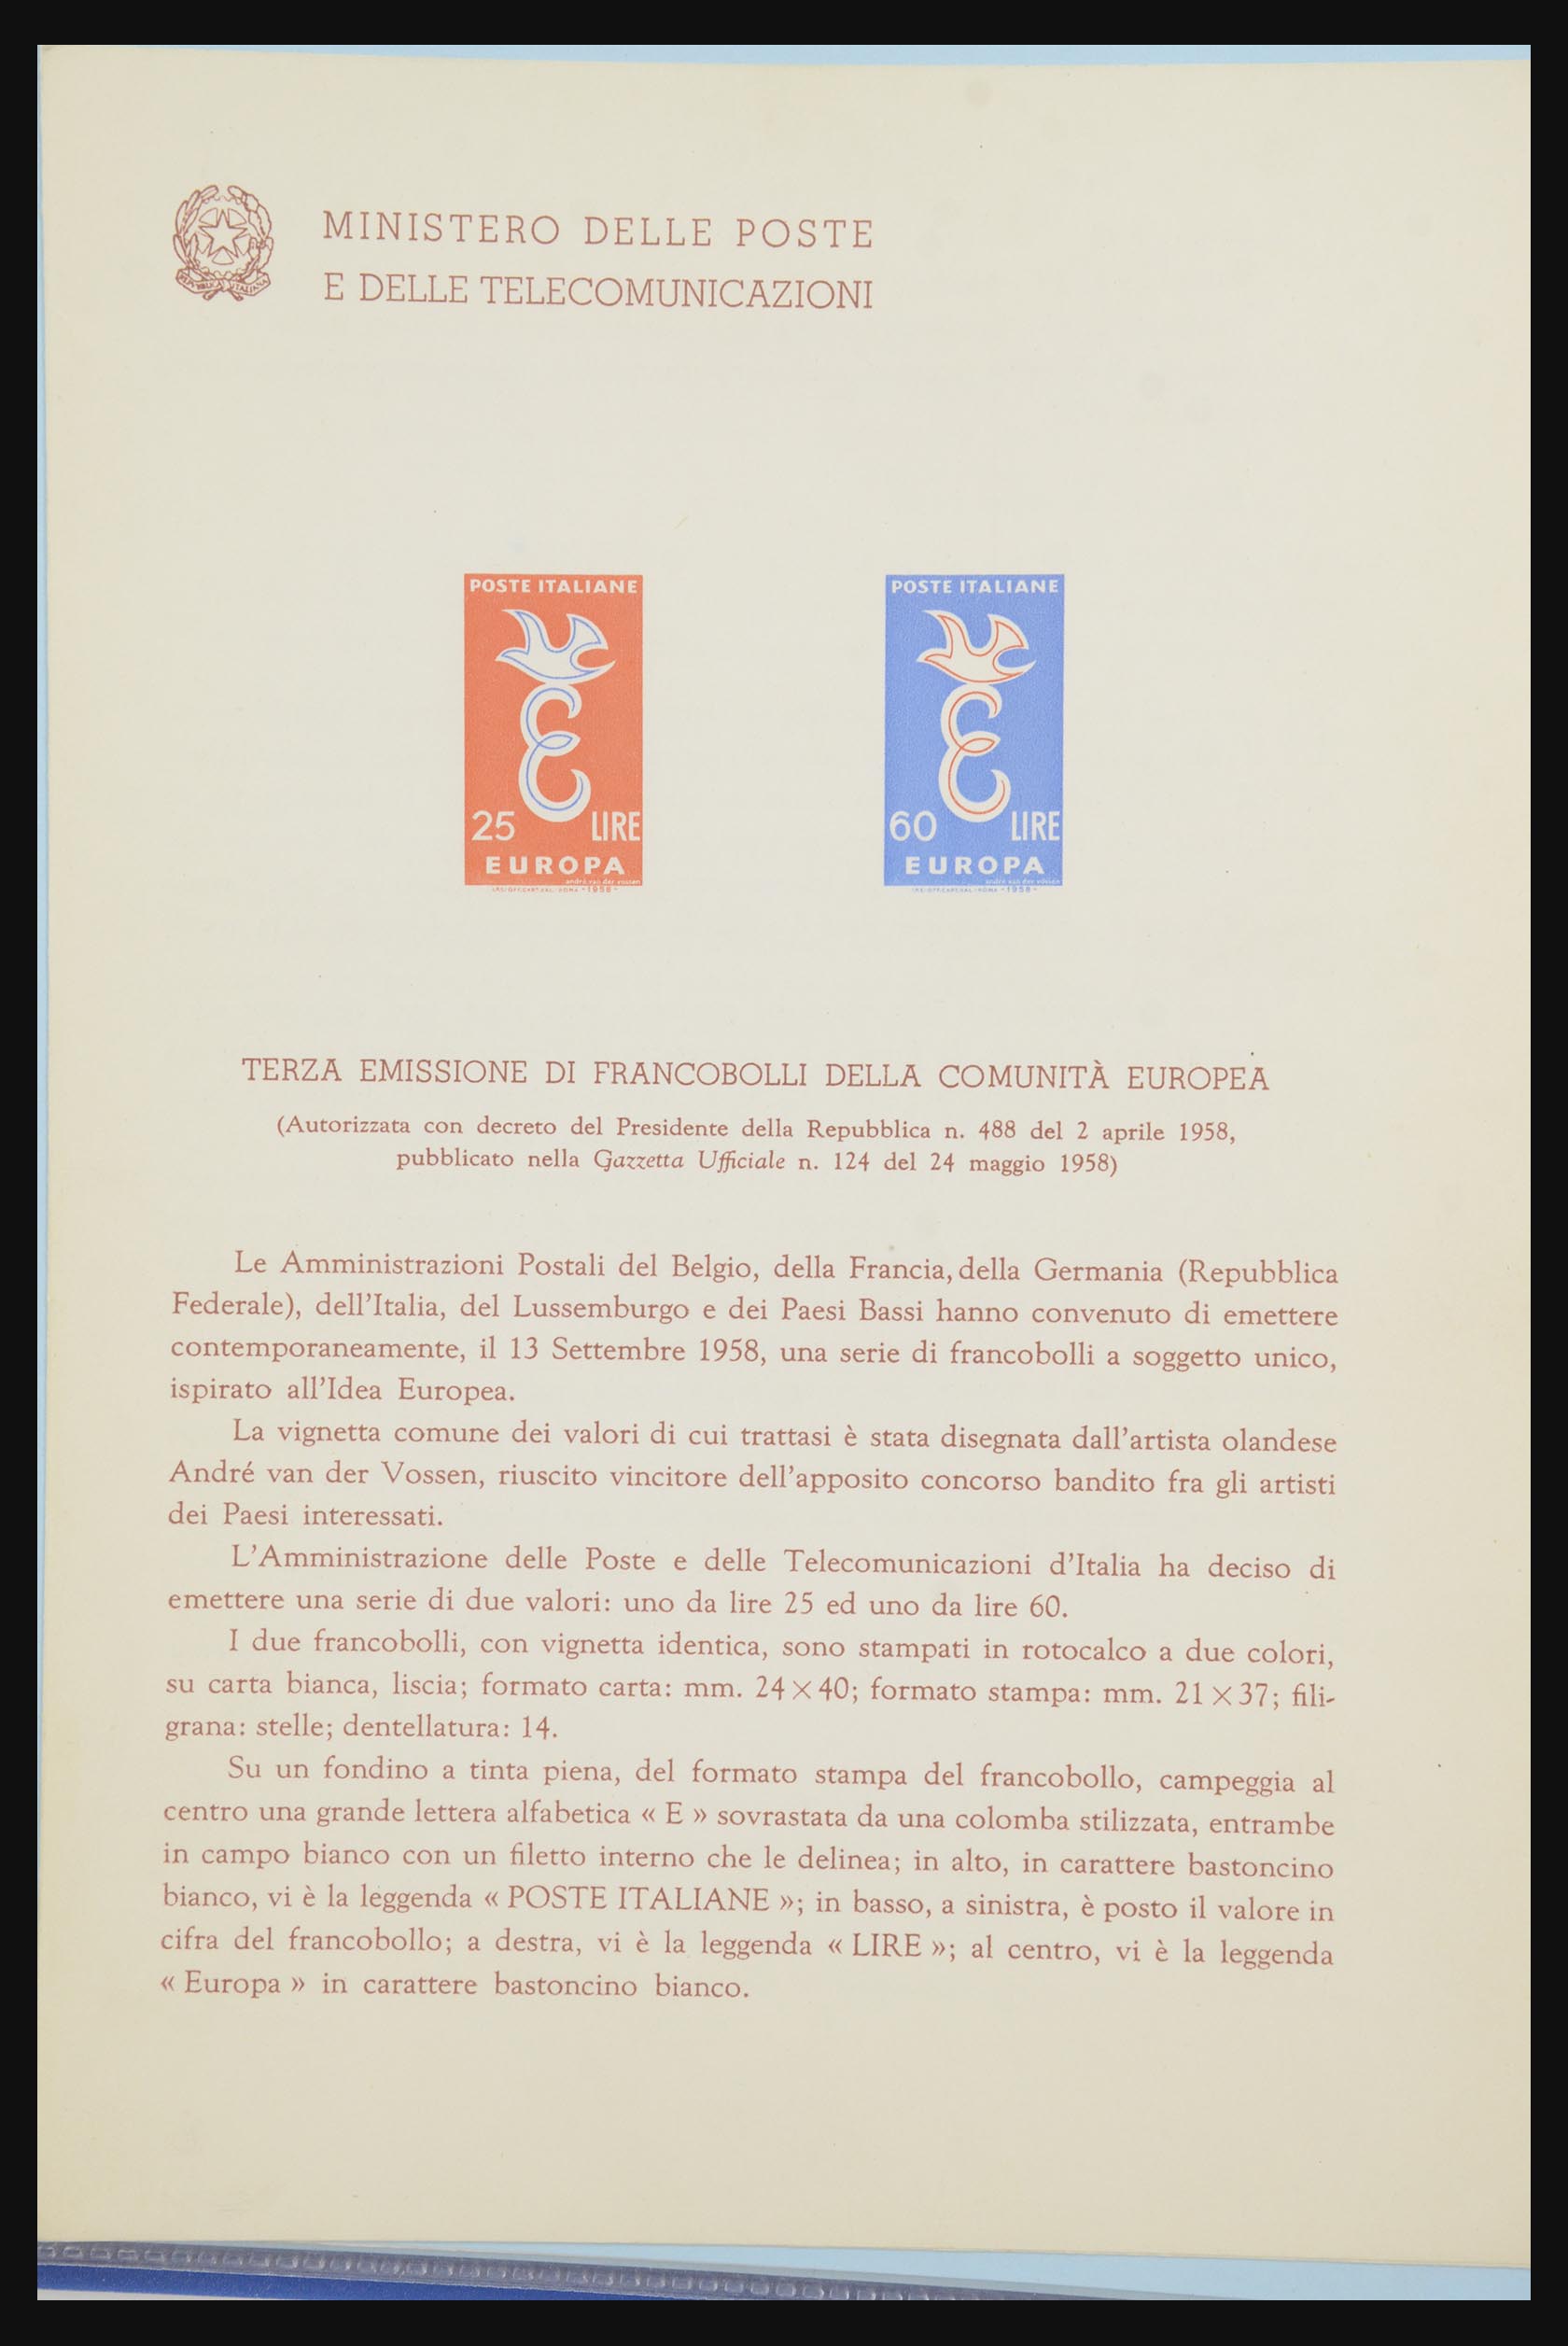 MINISTERO DELLE POSTE
E DELLE TELECOMUNICAZIONI
POSTE ITALIANE
25 LIRE
EUROPA
andré van der vossen
ROMA - 1958 -
POSTE ITALIANE
60 LIRE
EUROPA
andré van der vossen
ROMA - 1958 -
TERZA EMISSIONE DI FRANCOBOLLI DELLA COMUNITÀ EUROPEA
(Autorizzata con decreto del Presidente della Repubblica n. 488 del 2 aprile 1958,
pubblicato nella Gazzetta Ufficiale n. 124 del 24 maggio 1958)
Le Amministrazioni Postali del Belgio, della Francia, della Germania (Repubblica
Federale), dell'Italia, del Lussemburgo e dei Paesi Bassi hanno convenuto di emettere
contemporaneamente, il 13 Settembre 1958, una serie di francobolli a soggetto unico,
ispirato all'Idea Europea.
La vignetta comune dei valori di cui trattasi è stata disegnata dall'artista olandese
André van der Vossen, riuscito vincitore dell'apposito concorso bandito fra gli artisti
dei Paesi interessati.
L'Amministrazione delle Poste e delle Telecomunicazioni d'Italia ha deciso di
emettere una serie di due valori: uno da lire 25 ed uno da lire 60.
I due francobolli, con vignetta identica, sono stampati in rotocalco a due colori,
su carta bianca, liscia; formato carta: mm. 24 × 40; formato stampa: mm. 21 × 37; fili-
grana: stelle; dentellatura: 14.
Su un fondino a tinta piena, del formato stampa del francobollo, campeggia al
centro una grande lettera alfabetica « E » sovrastata da una colomba stilizzata, entrambe
in campo bianco con un filetto interno che le delinea; in alto, in carattere bastoncino
bianco, vi è la leggenda « POSTE ITALIANE »; in basso, a sinistra, è posto il valore in
cifra del francobollo; a destra, vi è la leggenda « LIRE »; al centro, vi è la leggenda
« Europa » in carattere bastoncino bianco.